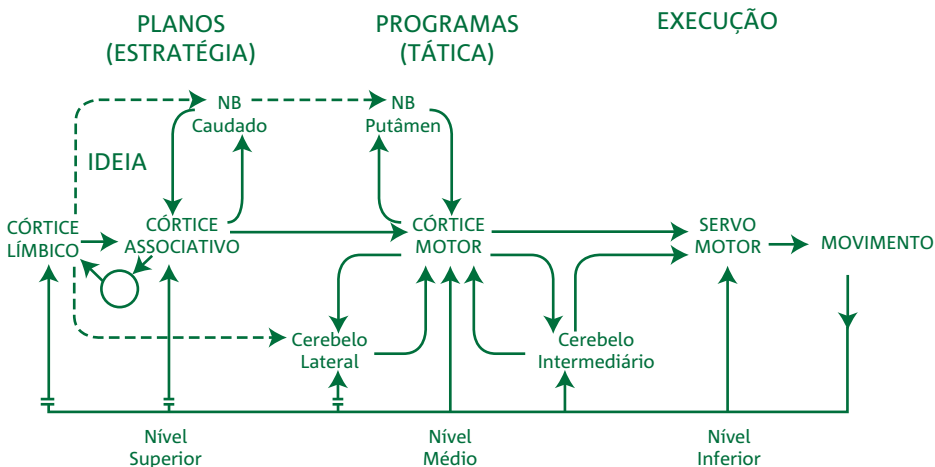 PLANOS
(ESTRATÉGIA)
PROGRAMAS
(TÁTICA)
EXECUÇÃO
NB
Caudado
NB
Putâmen
IDEIA
CÓRTICE
LÍMBICO
CÓRTICE
ASSOCIATIVO
CÓRTICE
MOTOR
SERVO
MOTOR
MOVIMENTO
Cerebelo
Lateral
Cerebelo
Intermediário
Nível
Superior
Nível
Médio
Nível
Inferior